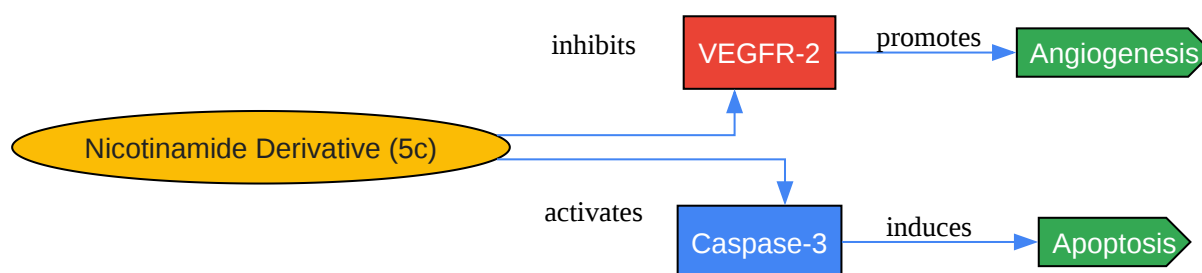 inhibits
VEGFR-2
promotes
Angiogenesis
Nicotinamide Derivative (5c)
activates
Caspase-3
induces
Apoptosis